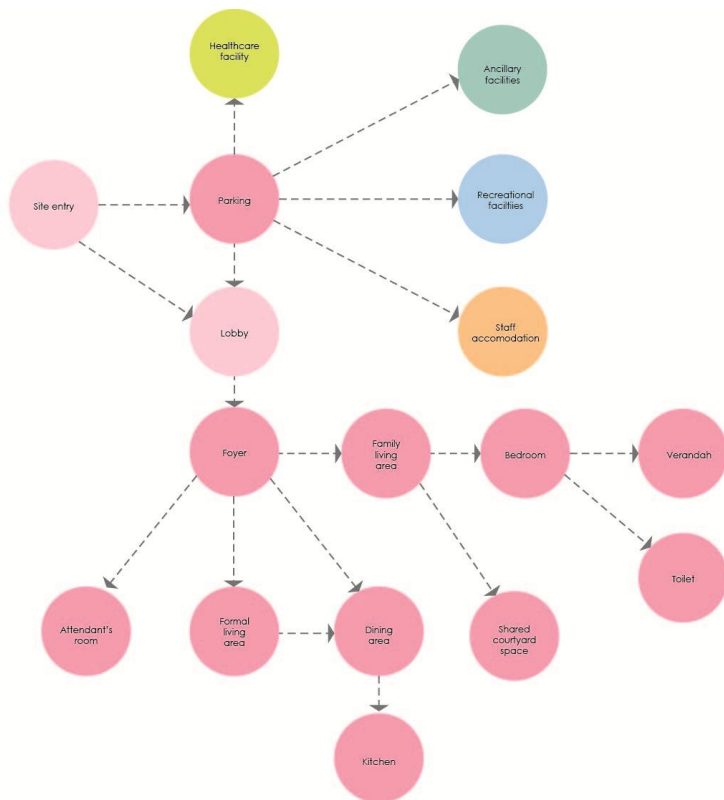 Healthcare
facility
Ancillary
facilities
Site entry
Parking
Recreational
faciltiies
Lobby
Staff
accomodation
Foyer
Family
living
area
Bedroom
Verandah
Toilet
Attendant's
room
Formal
living
area
Dining
area
Shared
courtyard
space
Kitchen